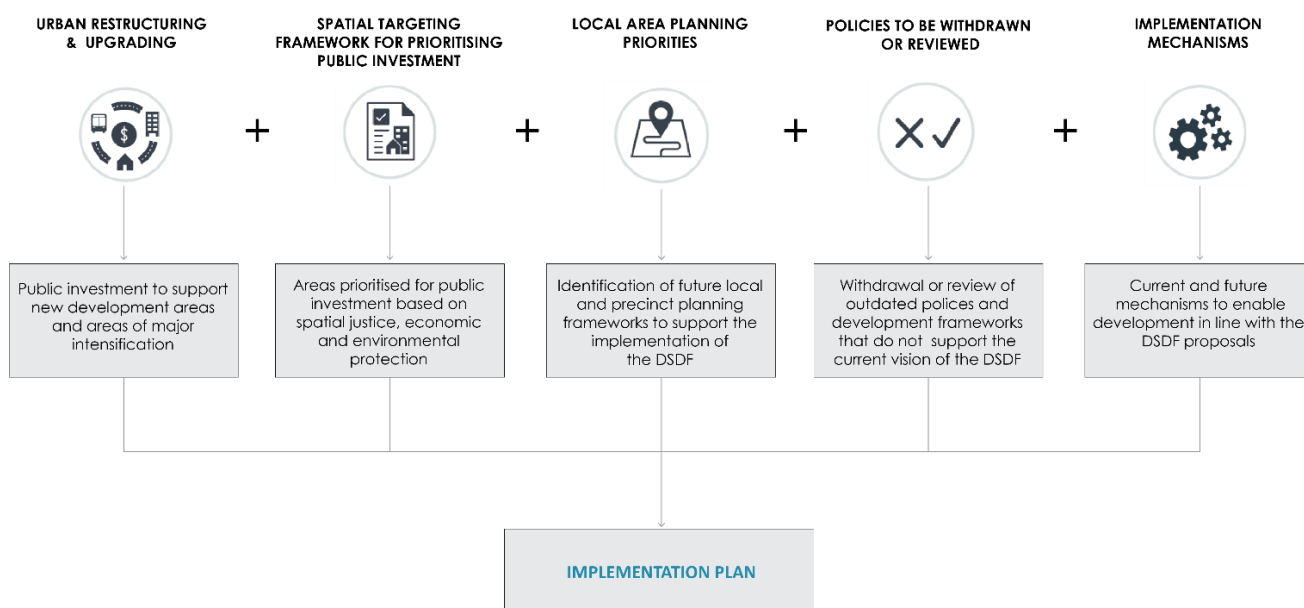 URBAN RESTRUCTURING
& UPGRADING
SPATIAL TARGETING
FRAMEWORK FOR PRIORITISING
PUBLIC INVESTMENT
LOCAL AREA PLANNING
PRIORITIES
POLICIES TO BE WITHDRAWN
OR REVIEWED
IMPLEMENTATION
MECHANISMS
$
+
+
+
+
Public investment to support
new development areas
and areas of major
intensification
Areas prioritised for public
investment based on
spatial justice, economic
and environmental
protection
Identification of future local
and precinct planning
frameworks to support the
implementation of
the DSDF
Withdrawal or review of
outdated polices and
development frameworks
that do not support the
current vision of the DSDF
Current and future
mechanisms to enable
development in line with the
DSDF proposals
IMPLEMENTATION PLAN